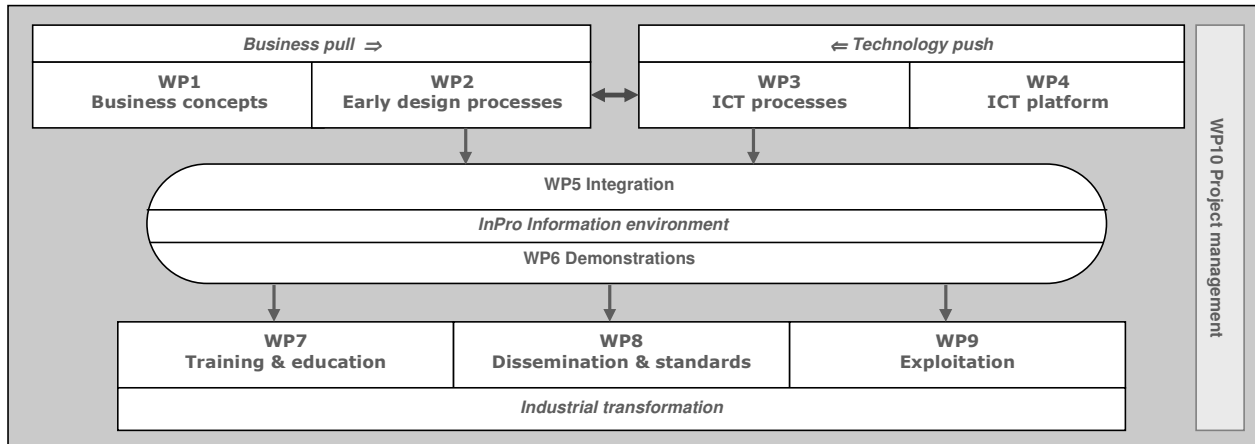 Business pull ⇒
⇐ Technology push
WP1
Business concepts
WP2
Early design processes
WP3
ICT processes
WP4
ICT platform
WP5 Integration
InPro Information environment
WP6 Demonstrations
WP7
Training & education
WP8
Dissemination & standards
WP9
Exploitation
Industrial transformation
WP10 Project management